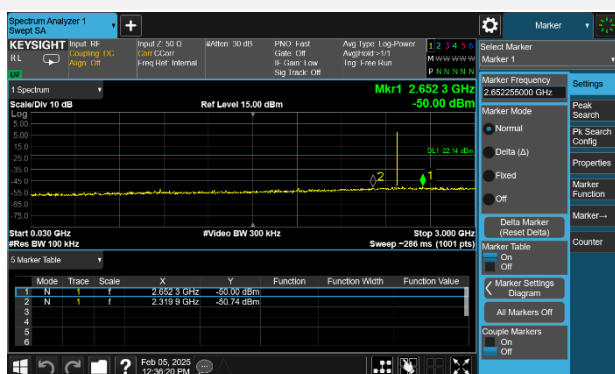 Spectrum Analyzer 1
Swept SA
Marker
KEYSIGHT
RL
Input: RF
Coupling: DC
Align: Off
Input Z: 50 Ω
Corr CCorr
Freq Ref: Internal
#Atten: 30 dB
PNO: Fast
Gate: Off
IF Gain: Low
Sig Track: Off
Avg Type: Log-Power
Avg|Hold:>1/1
Trig: Free Run
1 2 3 4 5 6
M W W W W W
P N N N N N
Select Marker
Marker 1
1 Spectrum
Scale/Div 10 dB
Ref Level 15.00 dBm
Mkr1 2.652 3 GHz
-50.00 dBm
Log
5.00
-5.00
-15.0
-25.0
-35.0
-45.0
-55.0
-65.0
-75.0
DL1 -22.14 dBm
2
1
Start 0.030 GHz
#Video BW 300 kHz
Stop 3.000 GHz
#Res BW 100 kHz
Sweep ~286 ms (1001 pts)
5 Marker Table
Mode Trace Scale X Y Function Function Width Function Value
1 N 1 f 2.652 3 GHz -50.00 dBm
2 N 1 f 2.319 9 GHz -50.74 dBm
3
4
5
6
Marker Frequency
2.652255000 GHz
Marker Mode
Normal
Delta (Δ)
Fixed
Off
Delta Marker
(Reset Delta)
Marker Table
On
Off
Marker Settings
Diagram
All Markers Off
Couple Markers
On
Off
Settings
Peak
Search
Pk Search
Config
Properties
Marker
Function
Marker→
Counter
Feb 05, 2025
12:36:20 PM